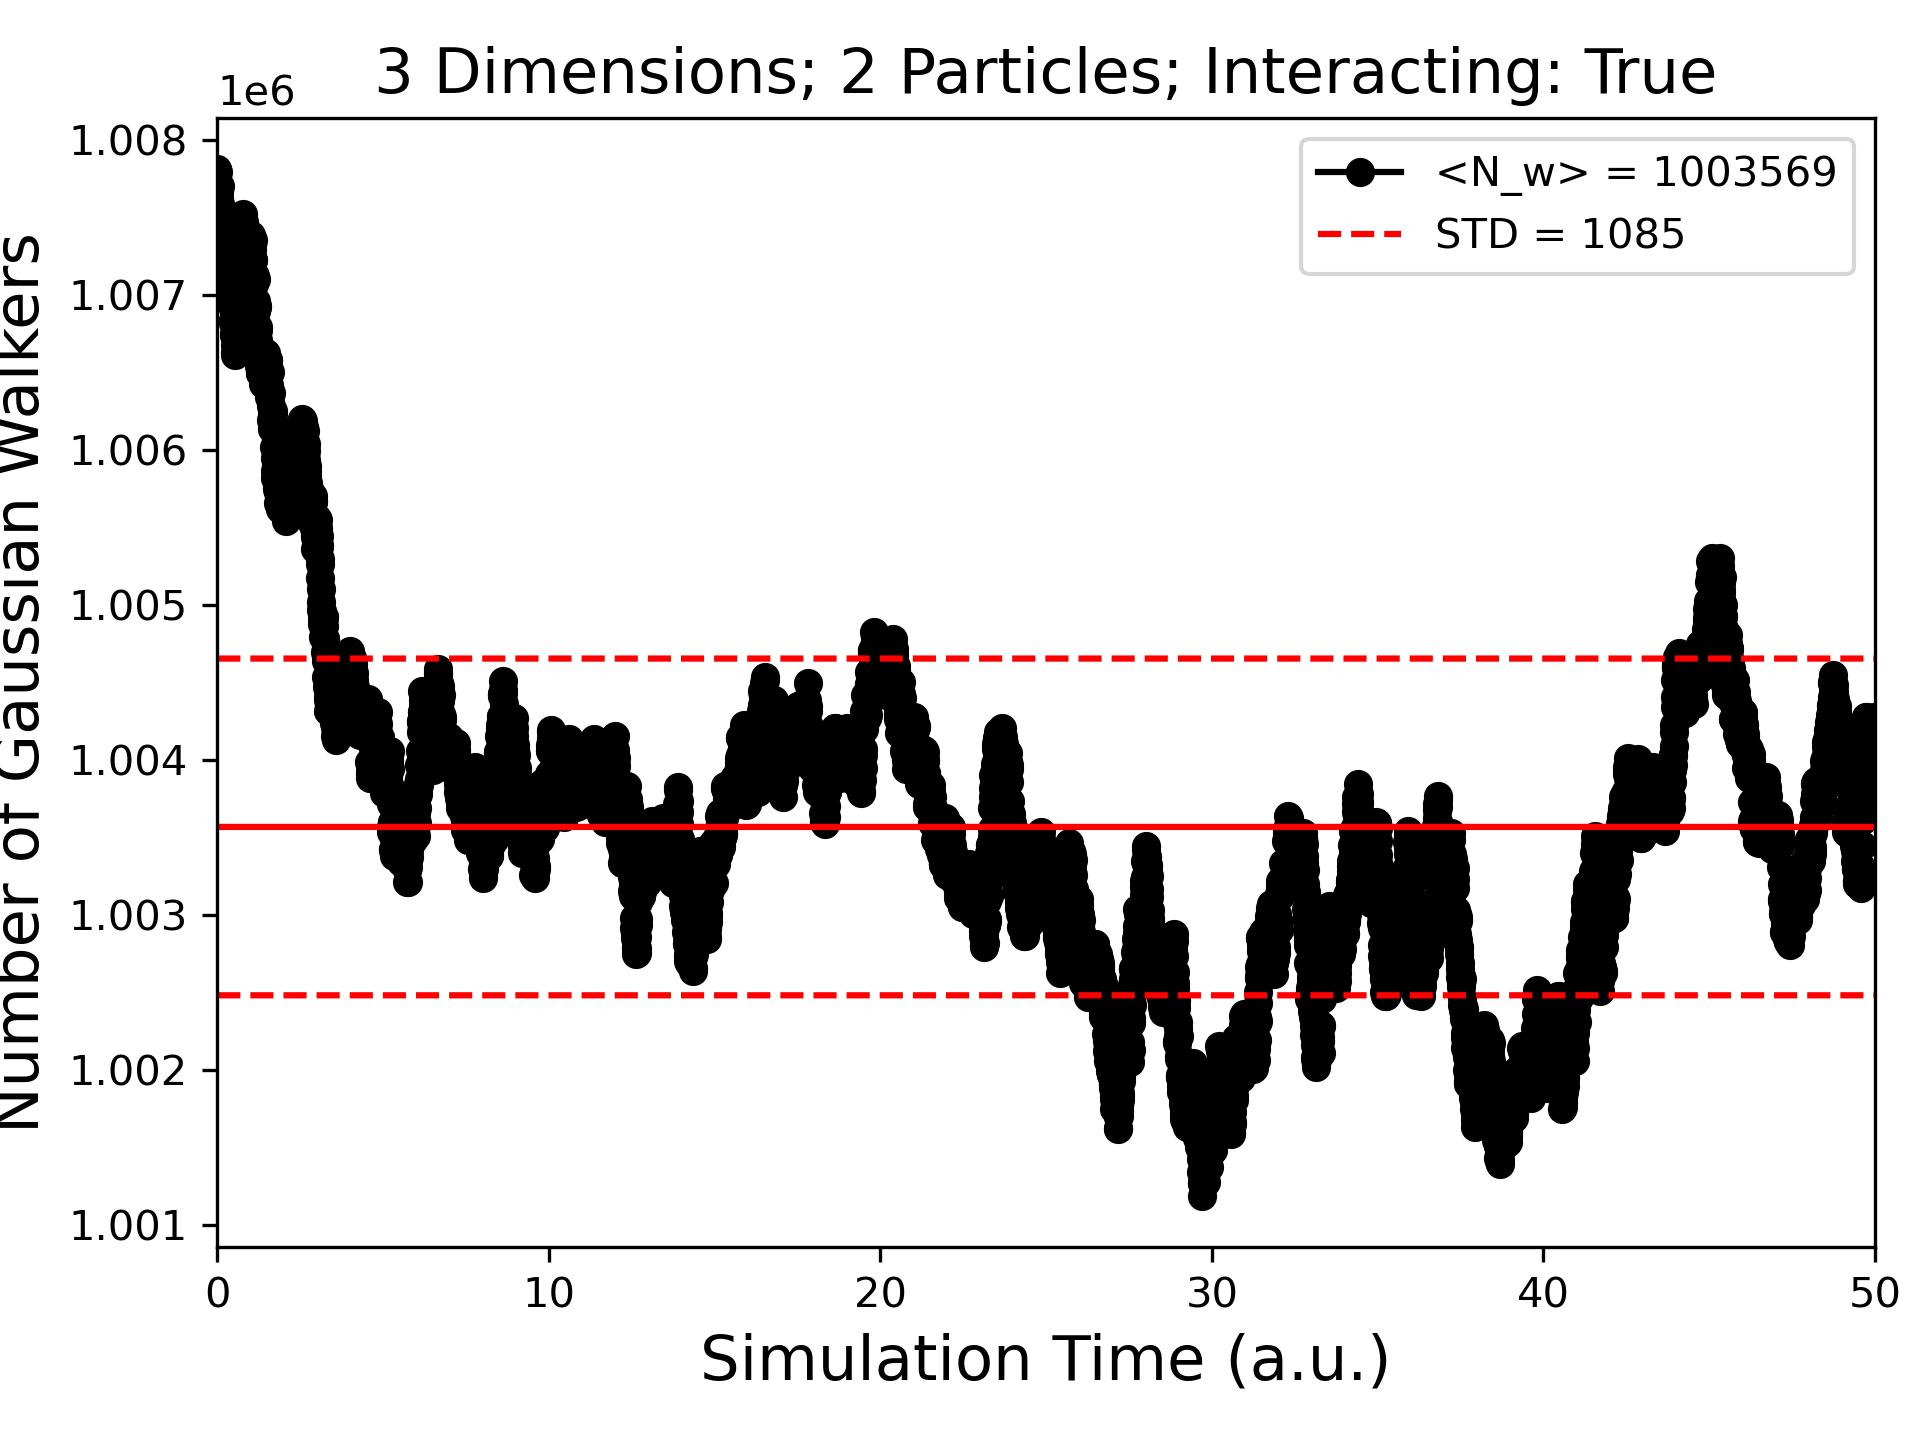 3 Dimensions; 2 Particles; Interacting: True
1e6
<N_w> = 1003569
STD = 1085
Number of Gaussian Walkers
1.008
1.007
1.006
1.005
1.004
1.003
1.002
1.001
0 10 20 30 40 50
Simulation Time (a.u.)